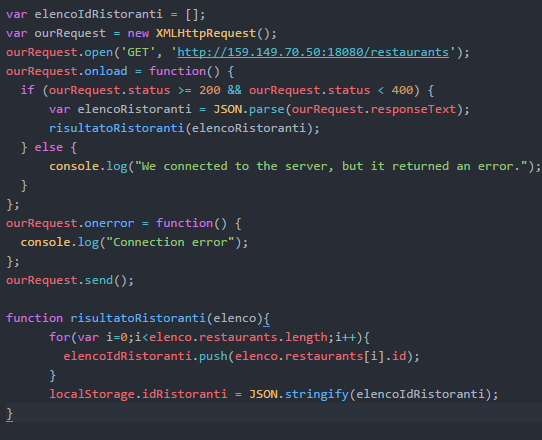 var elencoIdRistoranti = [];
var ourRequest = new XMLHttpRequest();
ourRequest.open('GET', 'http://159.149.70.50:18080/restaurants');
ourRequest.onload = function() {
  if (ourRequest.status >= 200 && ourRequest.status < 400) {
      var elencoRistoranti = JSON.parse(ourRequest.responseText);
      risultatoRistoranti(elencoRistoranti);
  } else {
      console.log("We connected to the server, but it returned an error.");
  }
};
ourRequest.onerror = function() {
  console.log("Connection error");
};
ourRequest.send();

function risultatoRistoranti(elenco){
      for(var i=0;i<elenco.restaurants.length;i++){
        elencoIdRistoranti.push(elenco.restaurants[i].id);
      }
      localStorage.idRistoranti = JSON.stringify(elencoIdRistoranti);
}